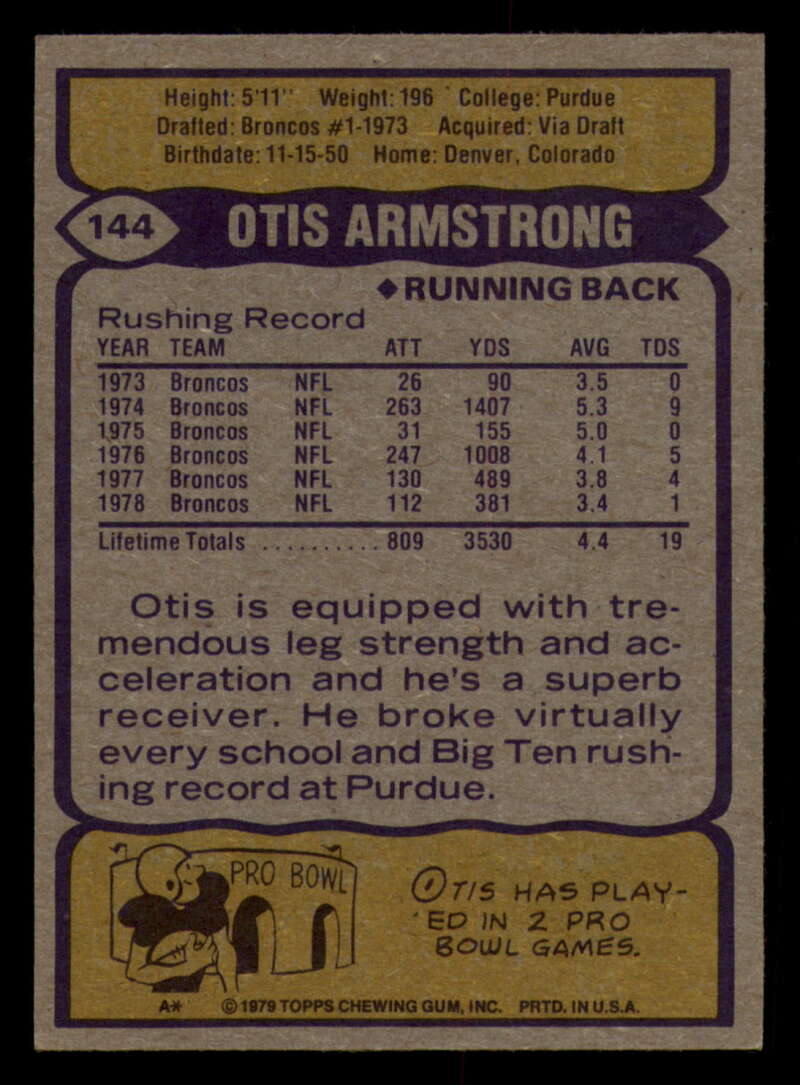 Height: 5'11" Weight: 196 College: Purdue
Drafted: Broncos #1-1973 Acquired: Via Draft
Birthdate: 11-15-50 Home: Denver, Colorado
144 OTIS ARMSTRONG
◆RUNNING BACK
Rushing Record
YEAR TEAM ATT YDS AVG TDS
1973 Broncos NFL 26 90 3.5 0
1974 Broncos NFL 263 1407 5.3 9
1975 Broncos NFL 31 155 5.0 0
1976 Broncos NFL 247 1008 4.1 5
1977 Broncos NFL 130 489 3.8 4
1978 Broncos NFL 112 381 3.4 1
Lifetime Totals .......... 809 3530 4.4 19
Otis is equipped with tre-
mendous leg strength and ac-
celeration and he's a superb
receiver. He broke virtually
every school and Big Ten rush-
ing record at Purdue.
PRO BOWL
OTIS HAS PLAY-
ED IN 2 PRO
BOWL GAMES.
A* ©1979 TOPPS CHEWING GUM, INC. PRTD. IN U.S.A.